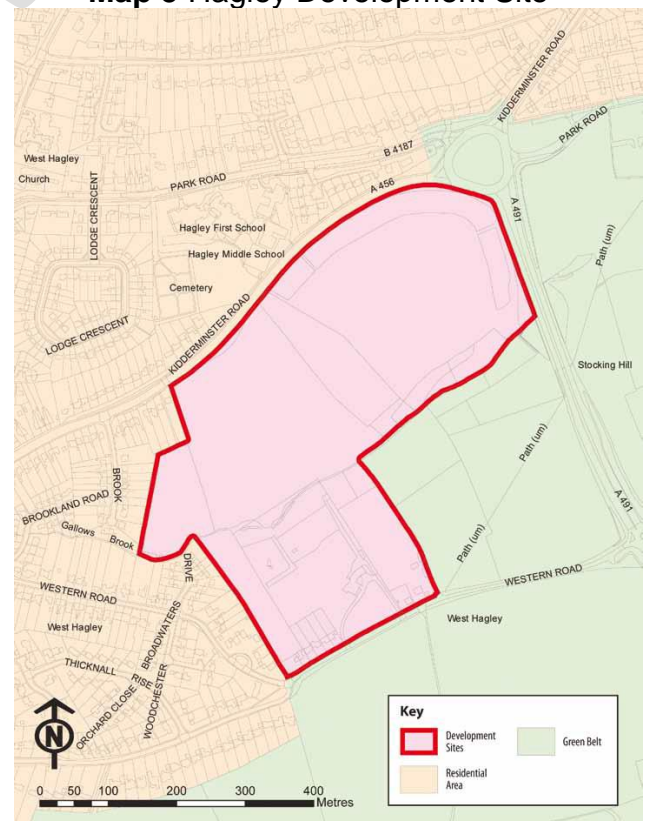 Map Hagley Development Site
KIDDERMINSTER ROAD
PARK ROAD
B 4187
West Hagley
Church
LODGE CRESCENT
PARK ROAD
A 456
A 491
Hagley First School
Path (um)
Hagley Middle School
Cemetery
KIDDERMINSTER ROAD
LODGE CRESCENT
Stocking Hill
Path (um)
BROOK
BROOKLAND ROAD
A 491
Gallows Brook
Path (um)
DRIVE
WESTERN ROAD
WESTERN ROAD
West Hagley
West Hagley
BROADWATERS
THICKNALL RISE
WOODCHESTER
ORCHARD CLOSE
N
Key
Development
Sites
Green Belt
Residential
Area
0 50 100 200 300 400
Metres